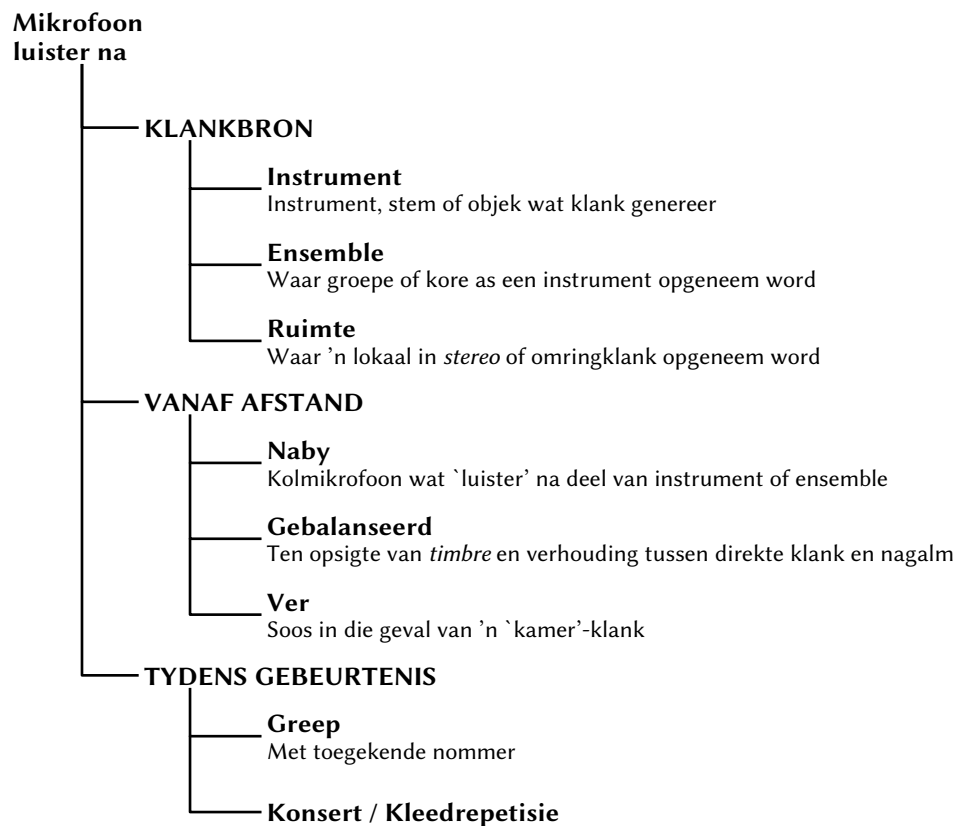 Mikrofoon
luister na
KLANKBRON
Instrument
Instrument, stem of objek wat klank genereer
Ensemble
Waar groepe of kore as een instrument opgeneem word
Ruimte
Waar ’n lokaal in stereo of omringklank opgeneem word
VANAF AFSTAND
Naby
Kolmikrofoon wat `luister’ na deel van instrument of ensemble
Gebalanseerd
Ten opsigte van timbre en verhouding tussen direkte klank en nagalm
Ver
Soos in die geval van ’n `kamer’-klank
TYDENS GEBEURTENIS
Greep
Met toegekende nommer
Konsert / Kleedrepetisie